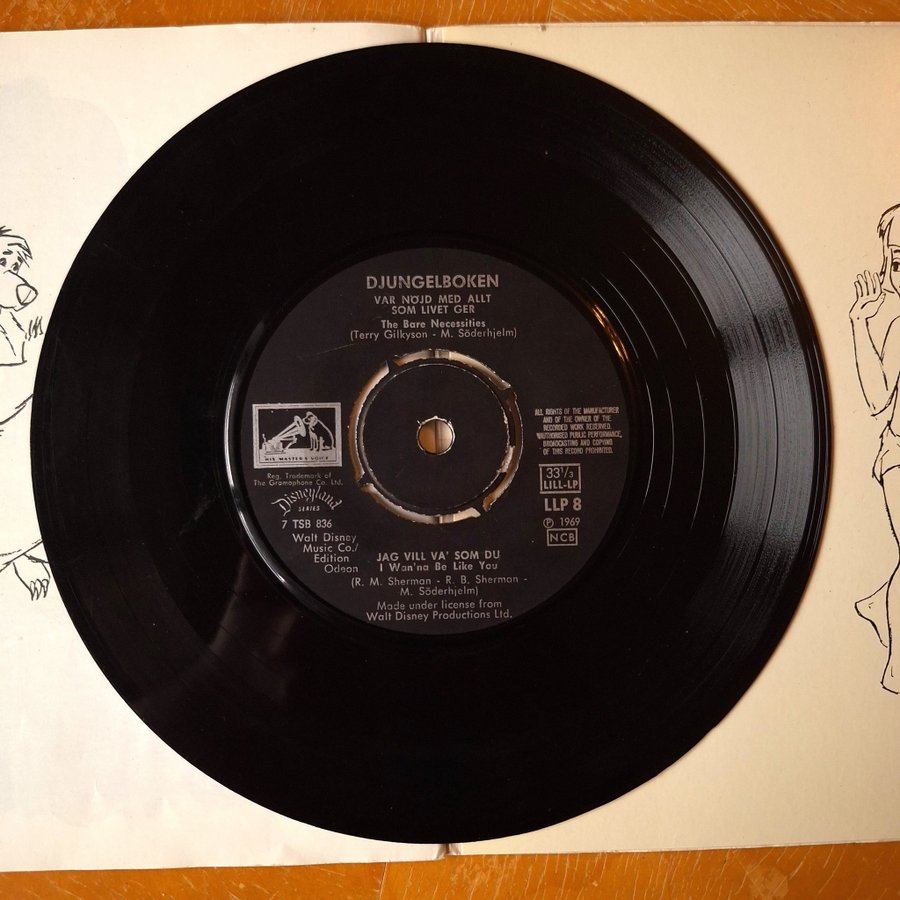 DJUNGELBOKEN
VAR NÖJD MED ALLT
SOM LIVET GER
The Bare Necessities
(Terry Gilkyson - M. Söderhjelm)
HIS MASTER'S VOICE
Reg. Trademark of
The Gramophone Co. Ltd.
Disneyland
SERIES
7 TSB 836
Walt Disney
Music Co./
Edition
Odeon
ALL RIGHTS OF THE MANUFACTURER
AND OF THE OWNER OF THE
RECORDED WORK RESERVED.
UNAUTHORISED PUBLIC PERFORMANCE,
BROADCASTING AND COPYING
OF THIS RECORD PROHIBITED.
33 1/3
LILL-LP
LLP 8
Ⓟ 1969
NCB
JAG VILL VA' SOM DU
I Wan'na Be Like You
(R. M. Sherman - R. B. Sherman -
M. Söderhjelm)
Made under license from
Walt Disney Productions Ltd.